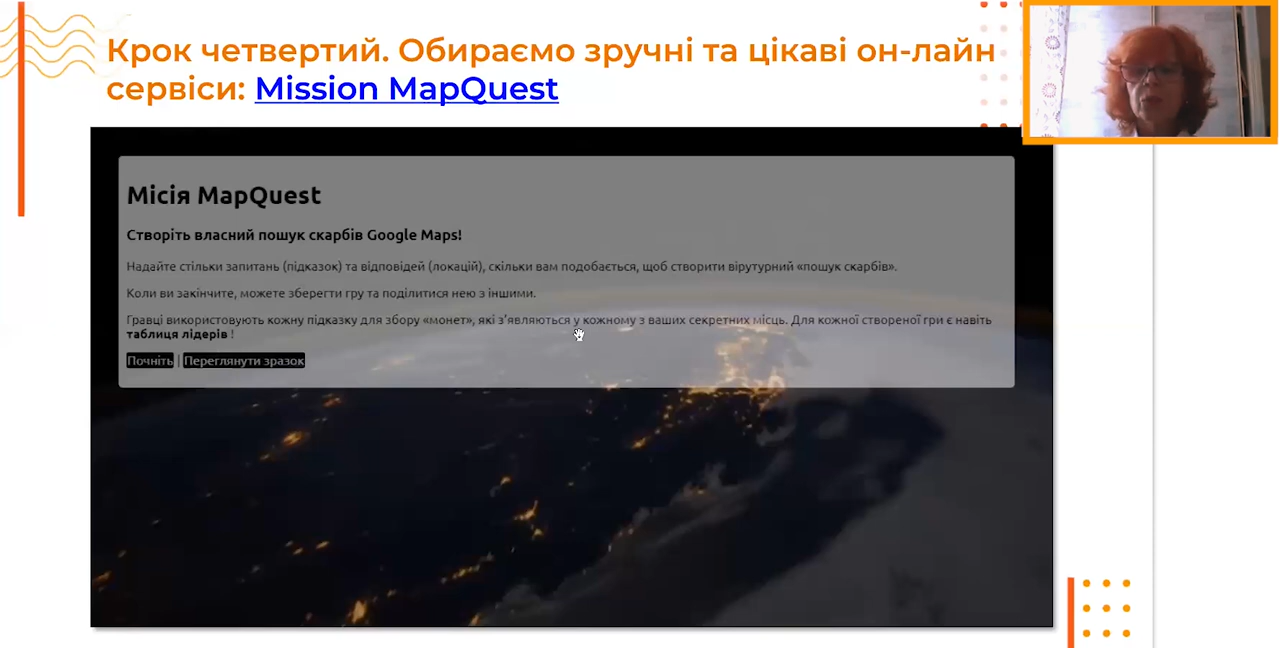 Крок четвертий. Обираємо зручні та цікаві он-лайн
сервіси: Mission MapQuest
Місія MapQuest
Створіть власний пошук скарбів Google Maps!
Надайте стільки запитань (підказок) та відповідей (локацій), скільки вам подобається, щоб створити вірутурний «пошук скарбів».
Коли ви закінчите, можете зберегти гру та поділитися нею з іншими.
Гравці використовують кожну підказку для збору «монет», які з’являються у кожному з ваших секретних місць. Для кожної створеної гри є навіть
таблиця лідерів !
Почніть | Переглянути зразок